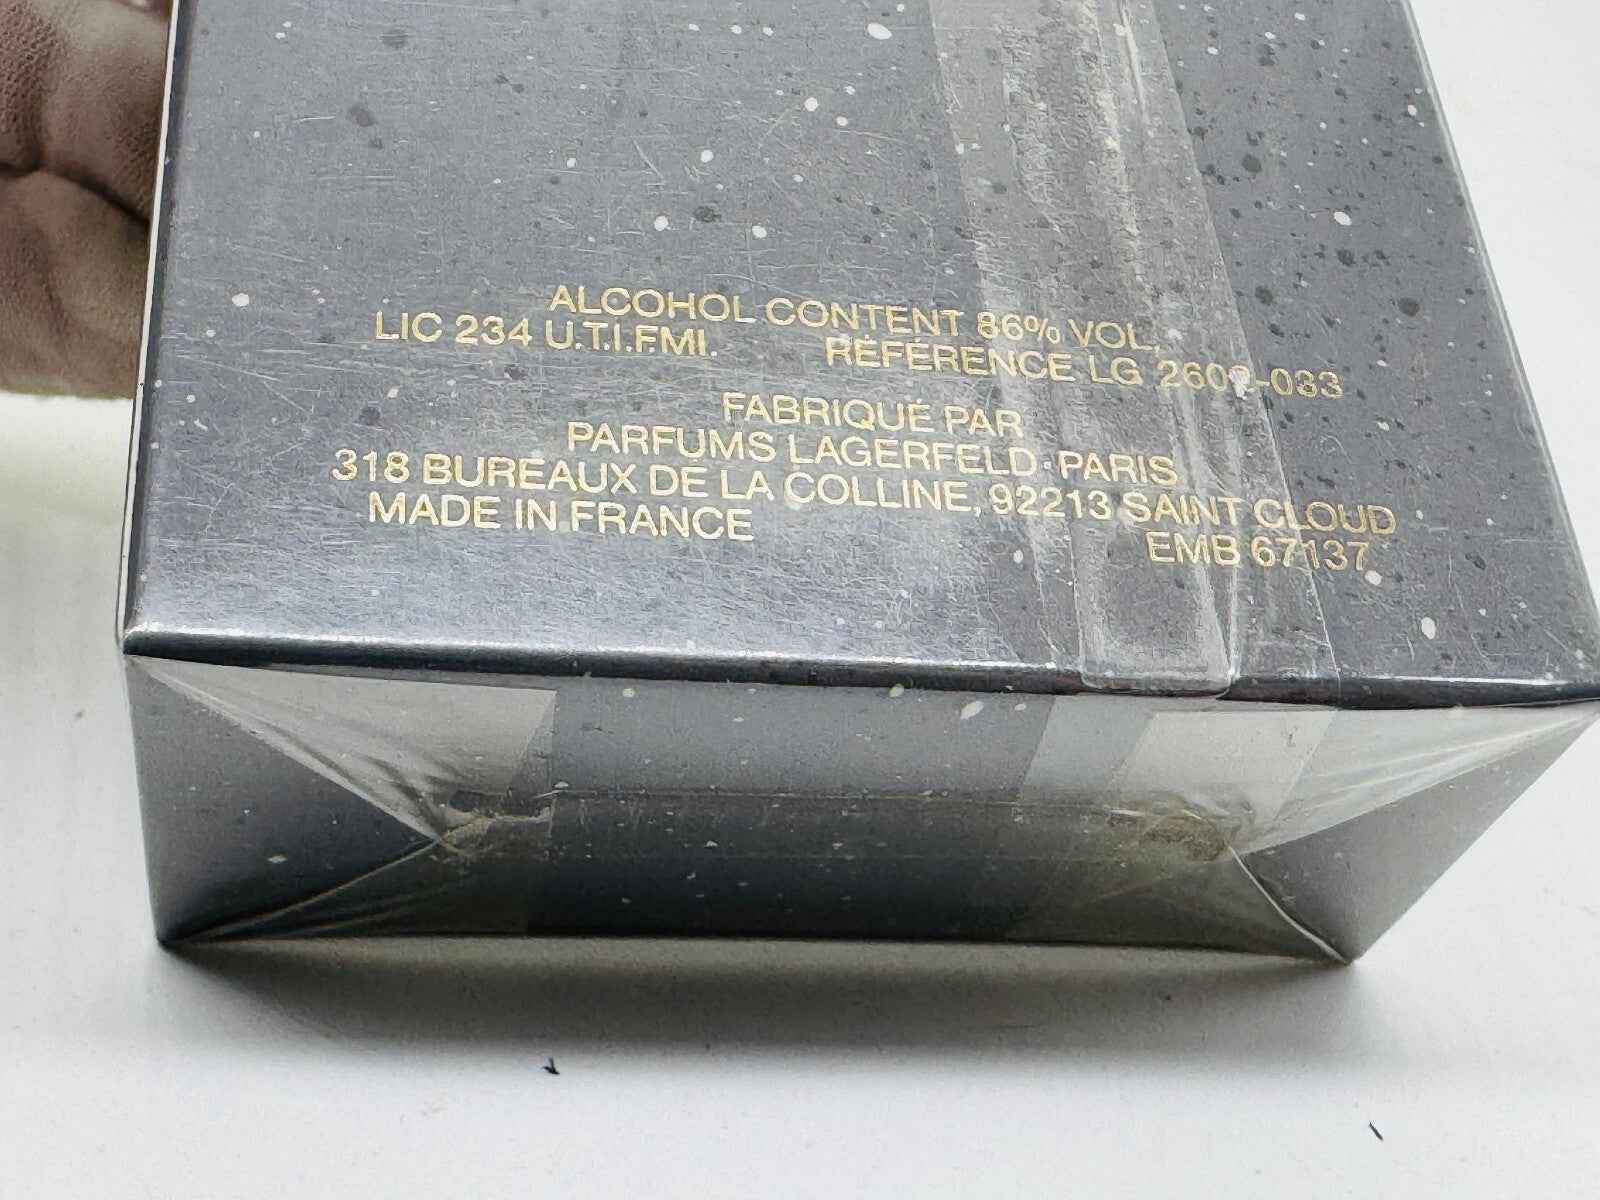 ALCOHOL CONTENT 86% VOL.
LIC 234 U.T.I.F.MI. RÉFÉRENCE LG
FABRIQUÉ PAR
PARFUMS LAGERFELD-PARIS
318 BUREAUX DE LA COLLINE, 92213 SAINT CLOUD
MADE IN FRANCE EMB 67137